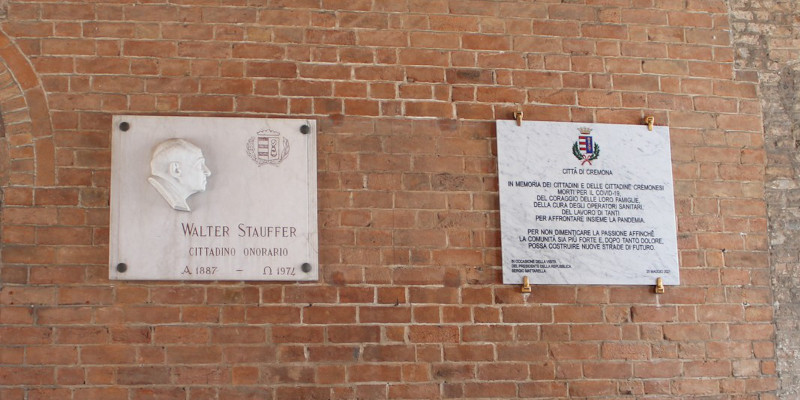 WALTER STAUFFER
CITTADINO ONORARIO
A 1887 – Ω 1974
CITTÀ DI CREMONA
IN MEMORIA DEI CITTADINI E DELLE CITTADINE CREMONESI
MORTI PER IL COVID-19,
DEL CORAGGIO DELLE LORO FAMIGLIE,
DELLA CURA DEGLI OPERATORI SANITARI,
DEL LAVORO DI TANTI
PER AFFRONTARE INSIEME LA PANDEMIA.
PER NON DIMENTICARE LA PASSIONE AFFINCHÉ
LA COMUNITÀ SIA PIÙ FORTE E, DOPO TANTO DOLORE,
POSSA COSTRUIRE NUOVE STRADE DI FUTURO.
IN OCCASIONE DELLA VISITA
DEL PRESIDENTE DELLA REPUBBLICA
SERGIO MATTARELLA
MAGGIO 2021